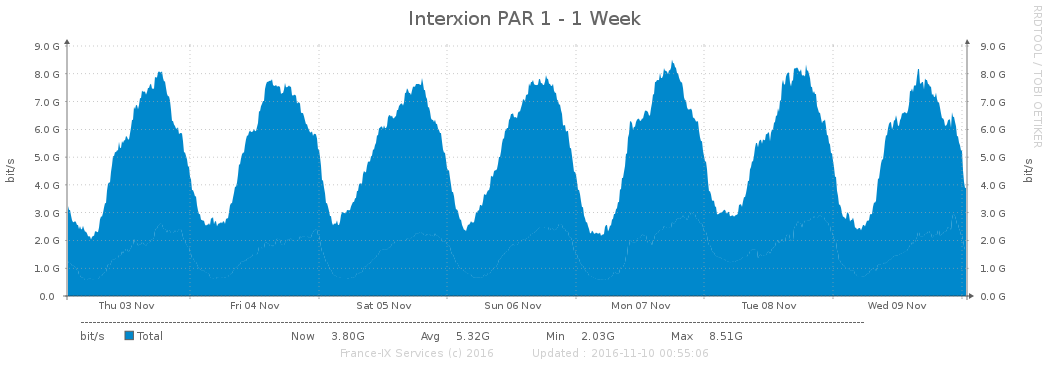 Interxion PAR 1 - 1 Week
RRDTOOL / TOBI OETIKER
9.0 G 9.0 G
8.0 G 8.0 G
7.0 G 7.0 G
6.0 G 6.0 G
5.0 G 5.0 G
4.0 G 4.0 G
3.0 G 3.0 G
2.0 G 2.0 G
1.0 G 1.0 G
0.0 0.0 G
bit/s
bit/s
Thu 03 Nov Fri 04 Nov Sat 05 Nov Sun 06 Nov Mon 07 Nov Tue 08 Nov Wed 09 Nov
bit/s Total Now 3.80G Avg 5.32G Min 2.03G Max 8.51G
France-IX Services (c) 2016 Updated : 2016-11-10 00:55:06